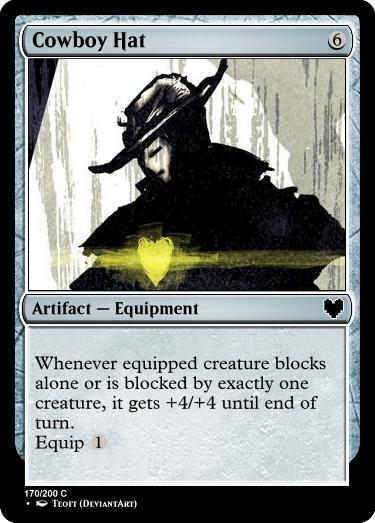 Cowboy Hat 6
Artifact — Equipment
Whenever equipped creature blocks
alone or is blocked by exactly one
creature, it gets +4/+4 until end of
turn.
Equip 1
170/200 C
• Teoft (DeviantArt)